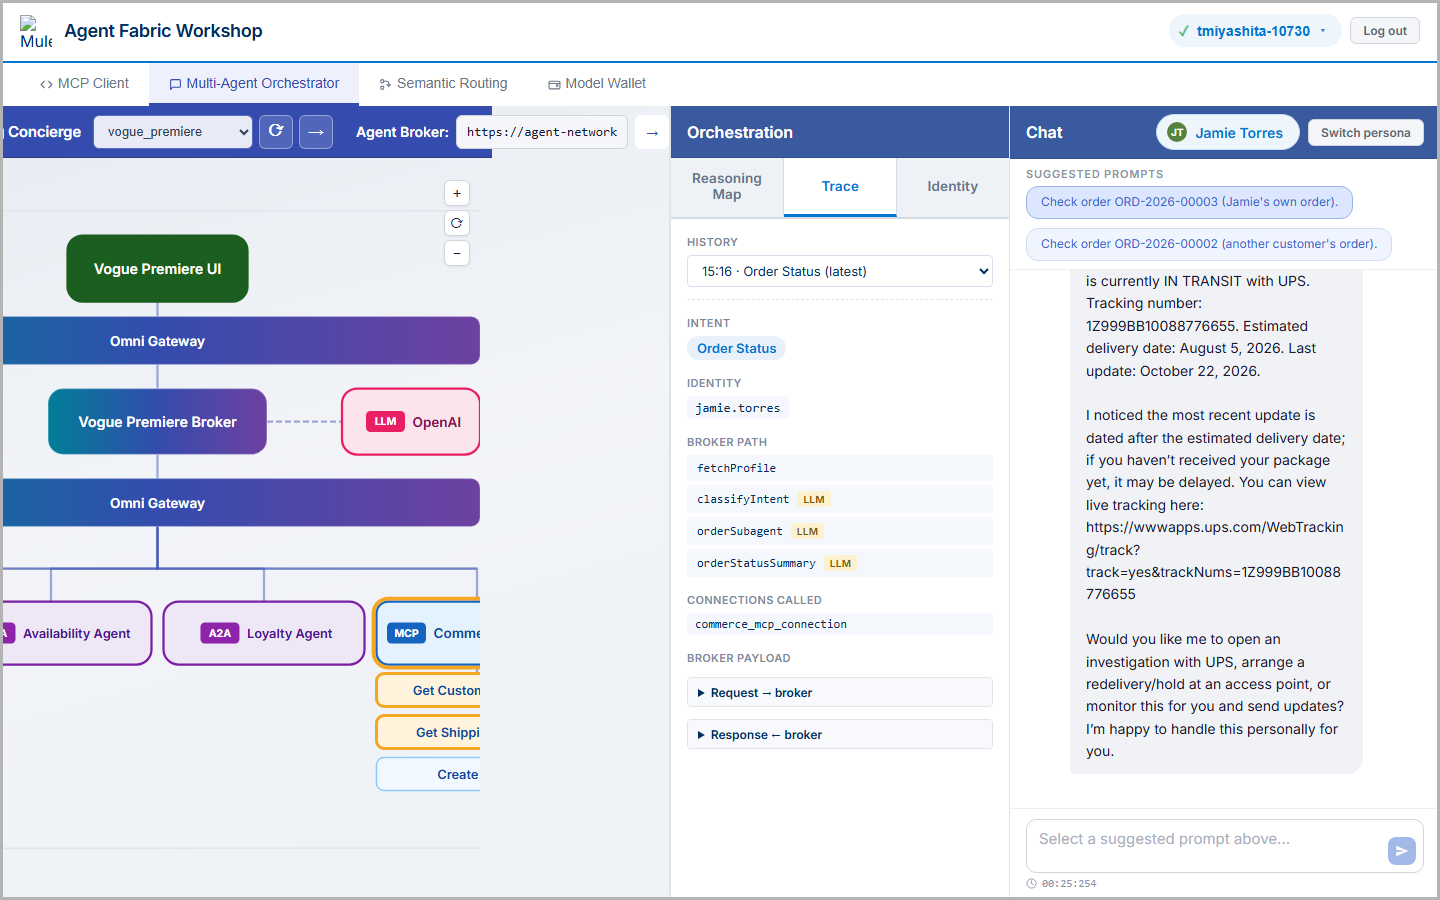 Mule
Agent Fabric Workshop
✓ tmiyashita-10730
Log out
MCP Client
Multi-Agent Orchestrator
Semantic Routing
Model Wallet
Concierge
vogue_premiere
Agent Broker:
https://agent-network
Orchestration
Chat
JT Jamie Torres
Switch persona
+
−
Vogue Premiere UI
Omni Gateway
Vogue Premiere Broker
LLM OpenAI
Omni Gateway
Availability Agent
A2A Loyalty Agent
MCP Comme
Get Custon
Get Shippi
Create
Reasoning Map
Trace
Identity
HISTORY
15:16 · Order Status (latest)
INTENT
Order Status
IDENTITY
jamie.torres
BROKER PATH
fetchProfile
classifyIntent LLM
orderSubagent LLM
orderStatusSummary LLM
CONNECTIONS CALLED
commerce_mcp_connection
BROKER PAYLOAD
▶ Request → broker
▶ Response ← broker
SUGGESTED PROMPTS
Check order ORD-2026-00003 (Jamie's own order).
Check order ORD-2026-00002 (another customer's order).
is currently IN TRANSIT with UPS.
Tracking number:
1Z999BB10088776655. Estimated
delivery date: August 5, 2026. Last
update: October 22, 2026.
I noticed the most recent update is
dated after the estimated delivery date;
if you haven't received your package
yet, it may be delayed. You can view
live tracking here:
https://wwwapps.ups.com/WebTrackin
g/track?
track=yes&trackNums=1Z999BB10088
776655
Would you like me to open an
investigation with UPS, arrange a
redelivery/hold at an access point, or
monitor this for you and send updates?
I'm happy to handle this personally for
you.
Select a suggested prompt above...
00:25:254